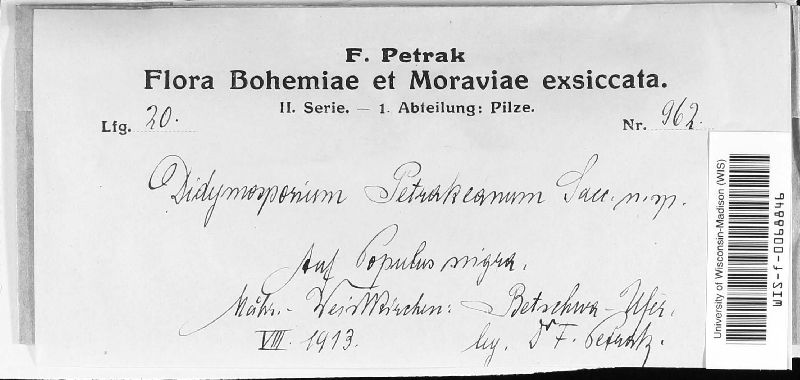 F. Petrak
Flora Bohemiae et Moraviae exsiccata.
II. Serie. — 1. Abteilung: Pilze.
Lfg. 20. Nr. 962.
Didymosporium Petrakeanum Sacc. n. sp.
Auf Populus nigra.
Mähr.-Weisskirchen: Betschwa-Ufer.
VIII. 1913. leg. Dr F. Petrak.
University of Wisconsin-Madison (WIS)
WIS-f-0068846